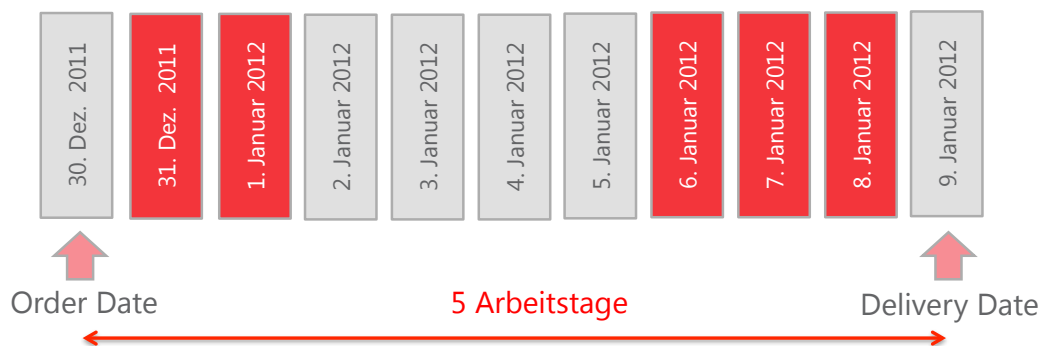 30. Dez. 2011
31. Dez. 2011
1. Januar 2012
2. Januar 2012
3. Januar 2012
4. Januar 2012
5. Januar 2012
6. Januar 2012
7. Januar 2012
8. Januar 2012
9. Januar 2012
Order Date
5 Arbeitstage
Delivery Date